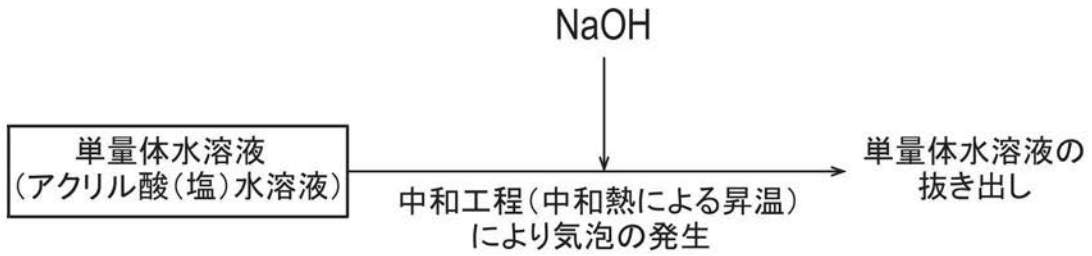 NaOH
単量体水溶液
(アクリル酸(塩)水溶液)
中和工程(中和熱による昇温)
により気泡の発生
単量体水溶液の
抜き出し